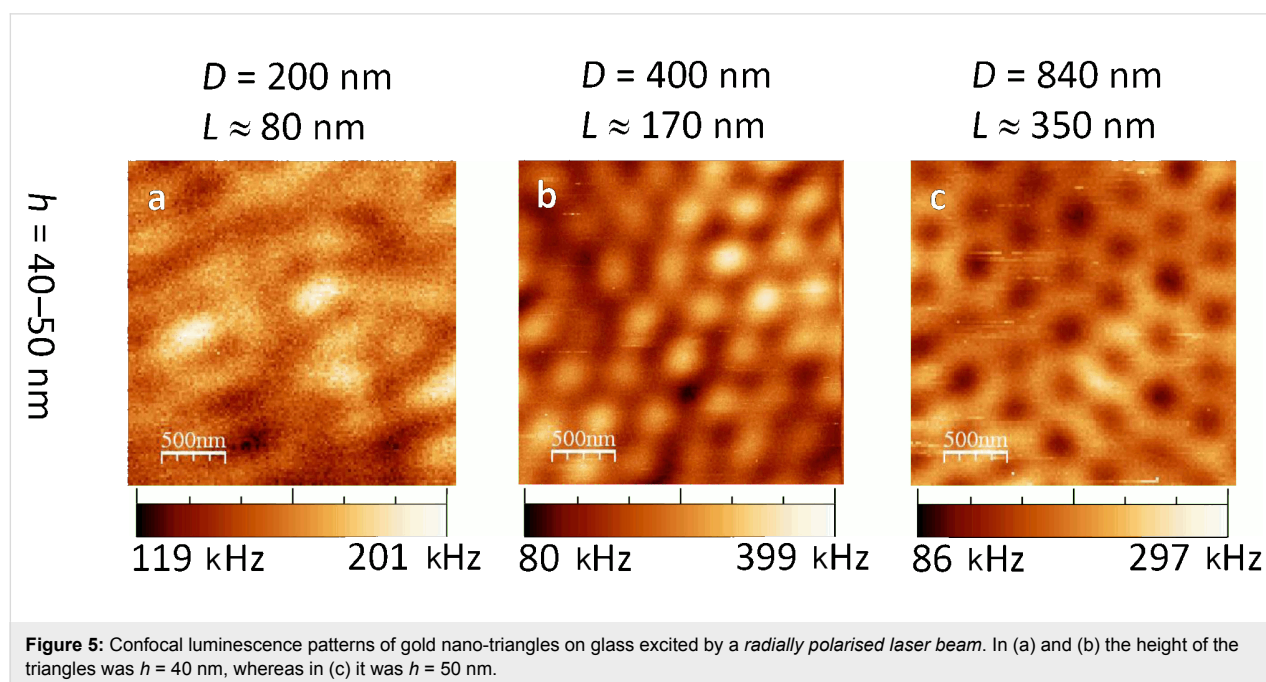 D = 200 nm
L ≈ 80 nm
D = 400 nm
L ≈ 170 nm
D = 840 nm
L ≈ 350 nm
h = 40–50 nm
a
b
c
500nm
500nm
500nm
119 kHz
201 kHz
80 kHz
399 kHz
86 kHz
297 kHz
Figure 5: Confocal luminescence patterns of gold nano-triangles on glass excited by a radially polarised laser beam. In (a) and (b) the height of the
triangles was h = 40 nm, whereas in (c) it was h = 50 nm.